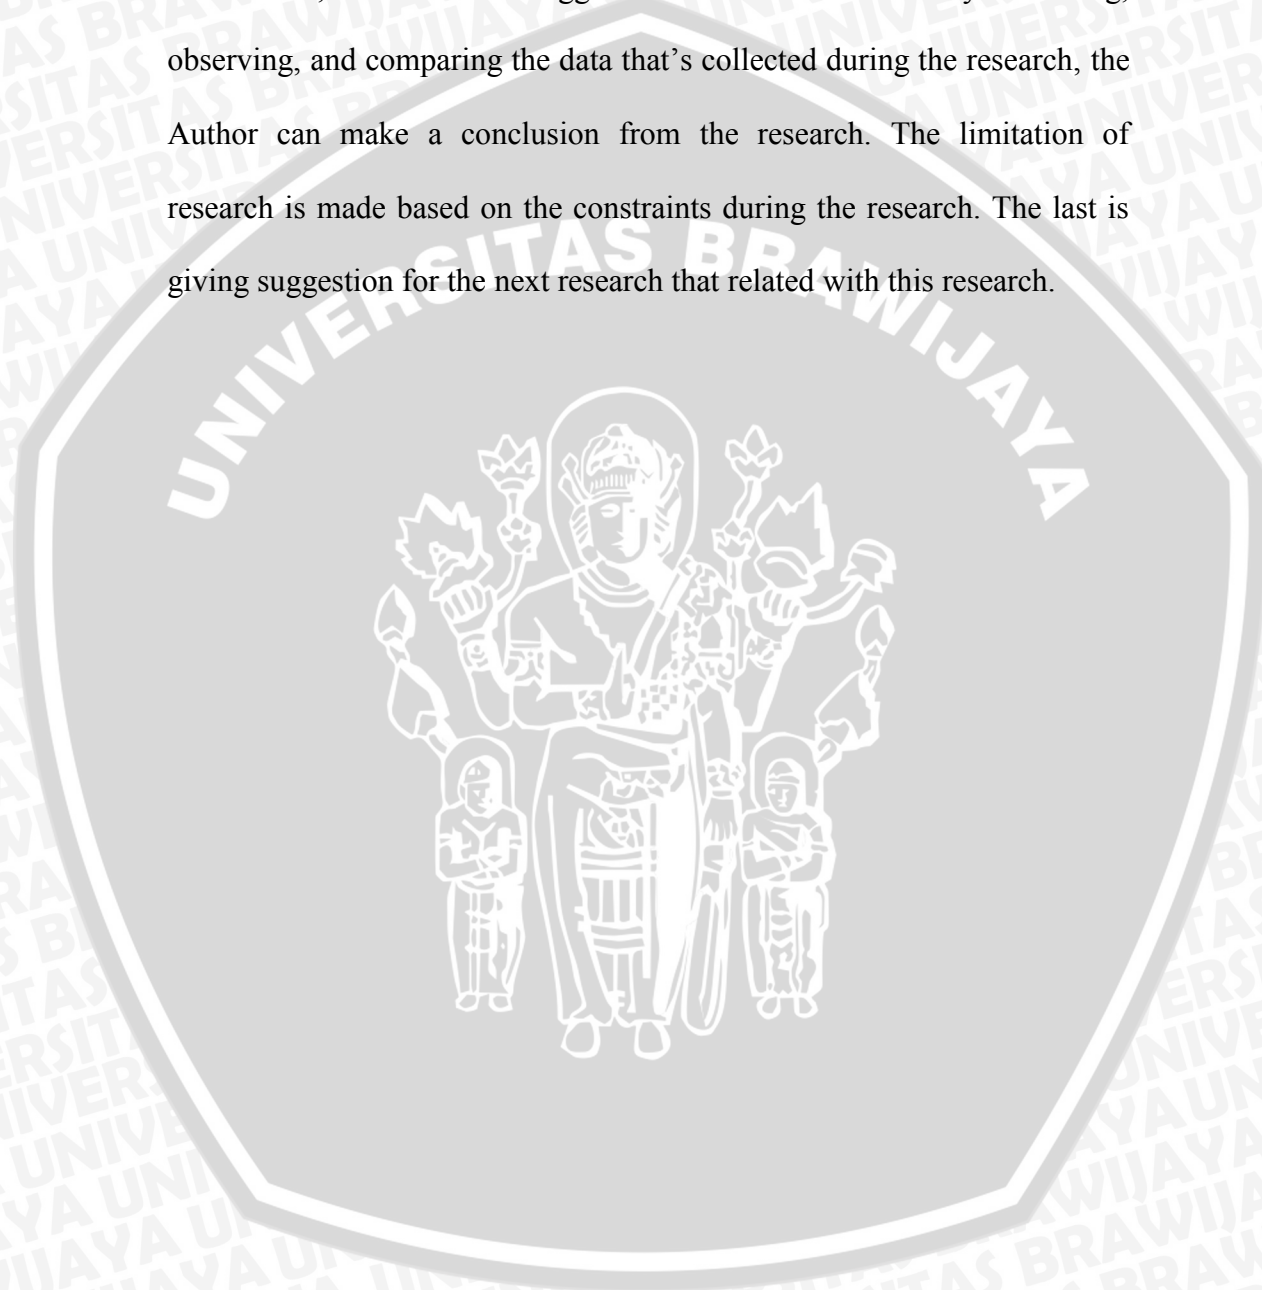 observing, and comparing the data that’s collected during the research, the
Author can make a conclusion from the research. The limitation of
research is made based on the constraints during the research. The last is
giving suggestion for the next research that related with this research.
UNIVERSITAS BRAWIJAYA